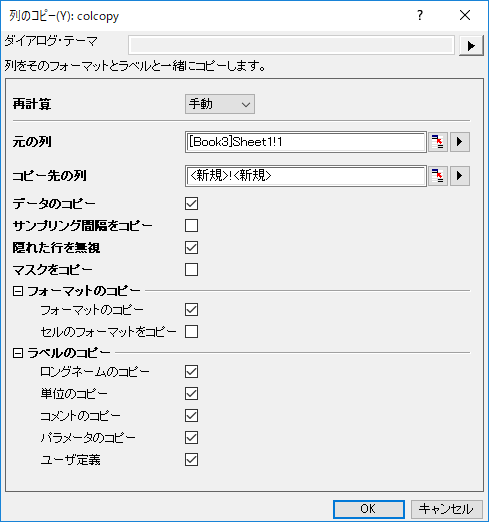 列のコピー(Y): colcopy
ダイアログ・テーマ
列をそのフォーマットとラベルと一緒にコピーします。
再計算 手動
元の列 [Book3]Sheet1!1
コピー先の列 <新規>!<新規>
データのコピー
サンプリング間隔をコピー
隠れた行を無視
マスクをコピー
フォーマットのコピー
フォーマットのコピー
セルのフォーマットをコピー
ラベルのコピー
ロングネームのコピー
単位のコピー
コメントのコピー
パラメータのコピー
ユーザ定義
OK キャンセル